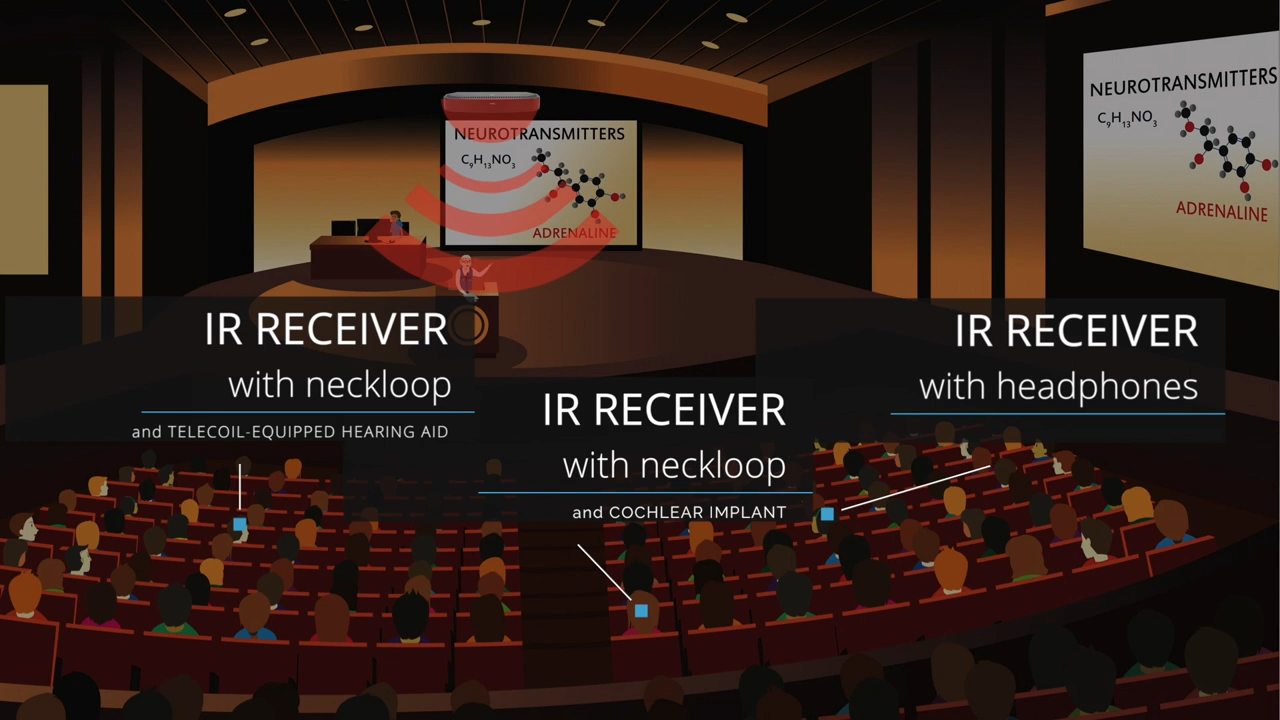 NEUROTRANSMITTERS
C₉H₁₃NO₃
ADRENALINE
NEUROTRANSMITTERS
C₉H₁₃NO₃
ADRENALINE
IR RECEIVER
with neckloop
and TELECOIL-EQUIPPED HEARING AID
IR RECEIVER
with neckloop
and COCHLEAR IMPLANT
IR RECEIVER
with headphones